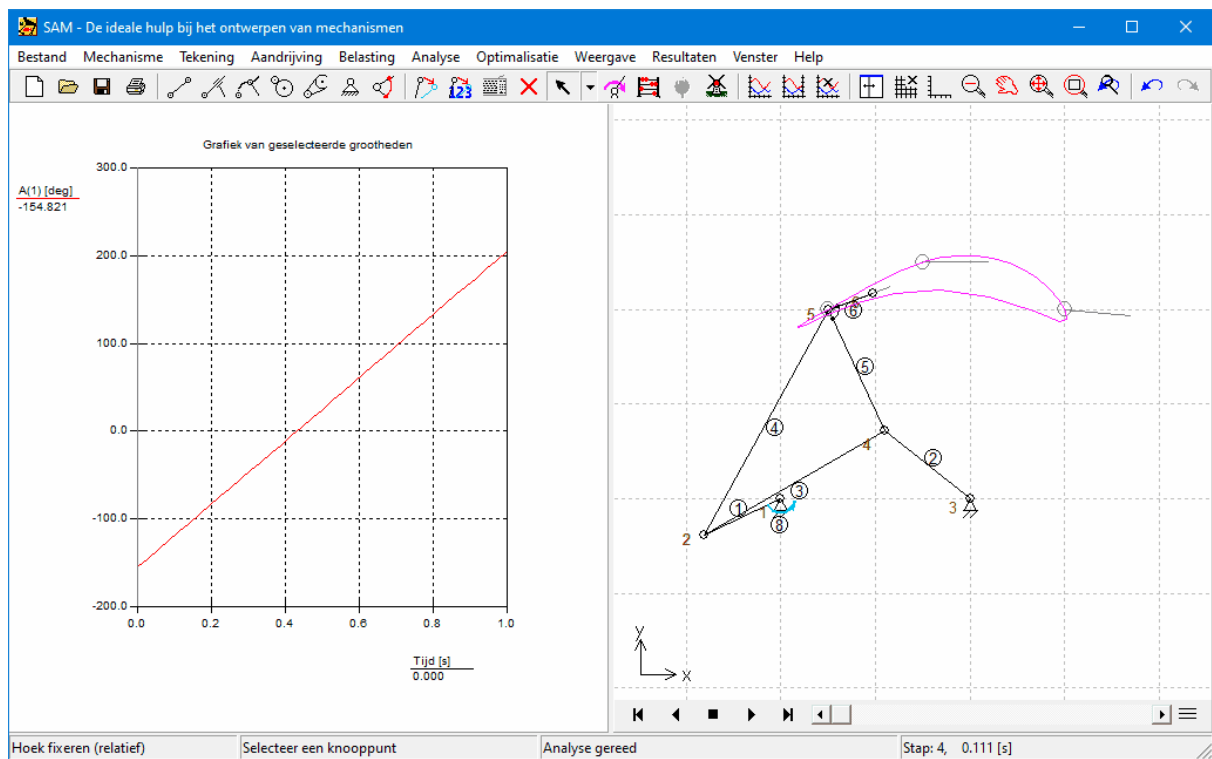 SAM - De ideale hulp bij het ontwerpen van mechanismen
Bestand Mechanisme Tekening Aandrijving Belasting Analyse Optimalisatie Weergave Resultaten Venster Help
123
Grafiek van geselecteerde grootheden
A(1) [deg]
-154.821
300.0
200.0
100.0
0.0
-100.0
-200.0
0.0 0.2 0.4 0.6 0.8 1.0
Tijd [s]
0.000
5
6
5
4
4
2
3
1
1
3
8
2
y
x
Hoek fixeren (relatief) Selecteer een knooppunt Analyse gereed Stap: 4, 0.111 [s]